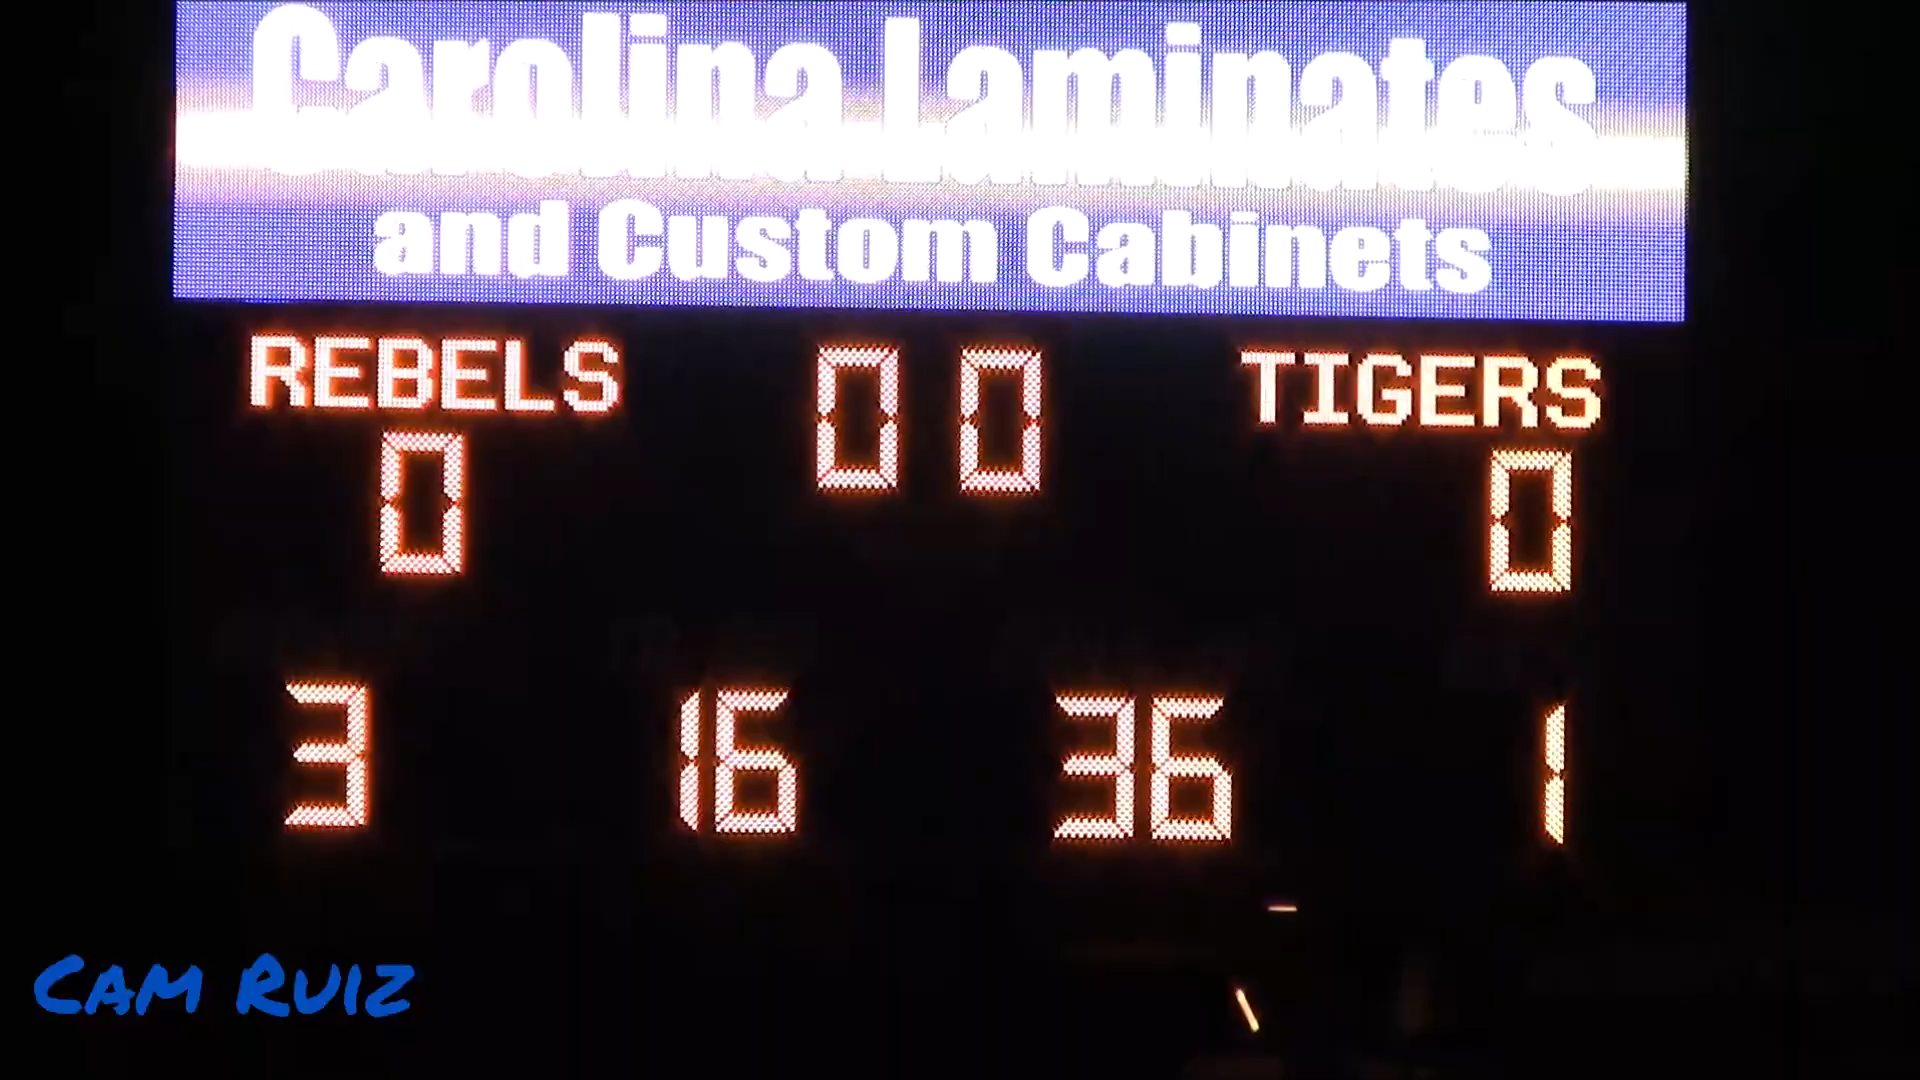 Carolina Laminates
and Custom Cabinets
REBELS 00 TIGERS
0 0
3 16 36 1
CAM RUIZ